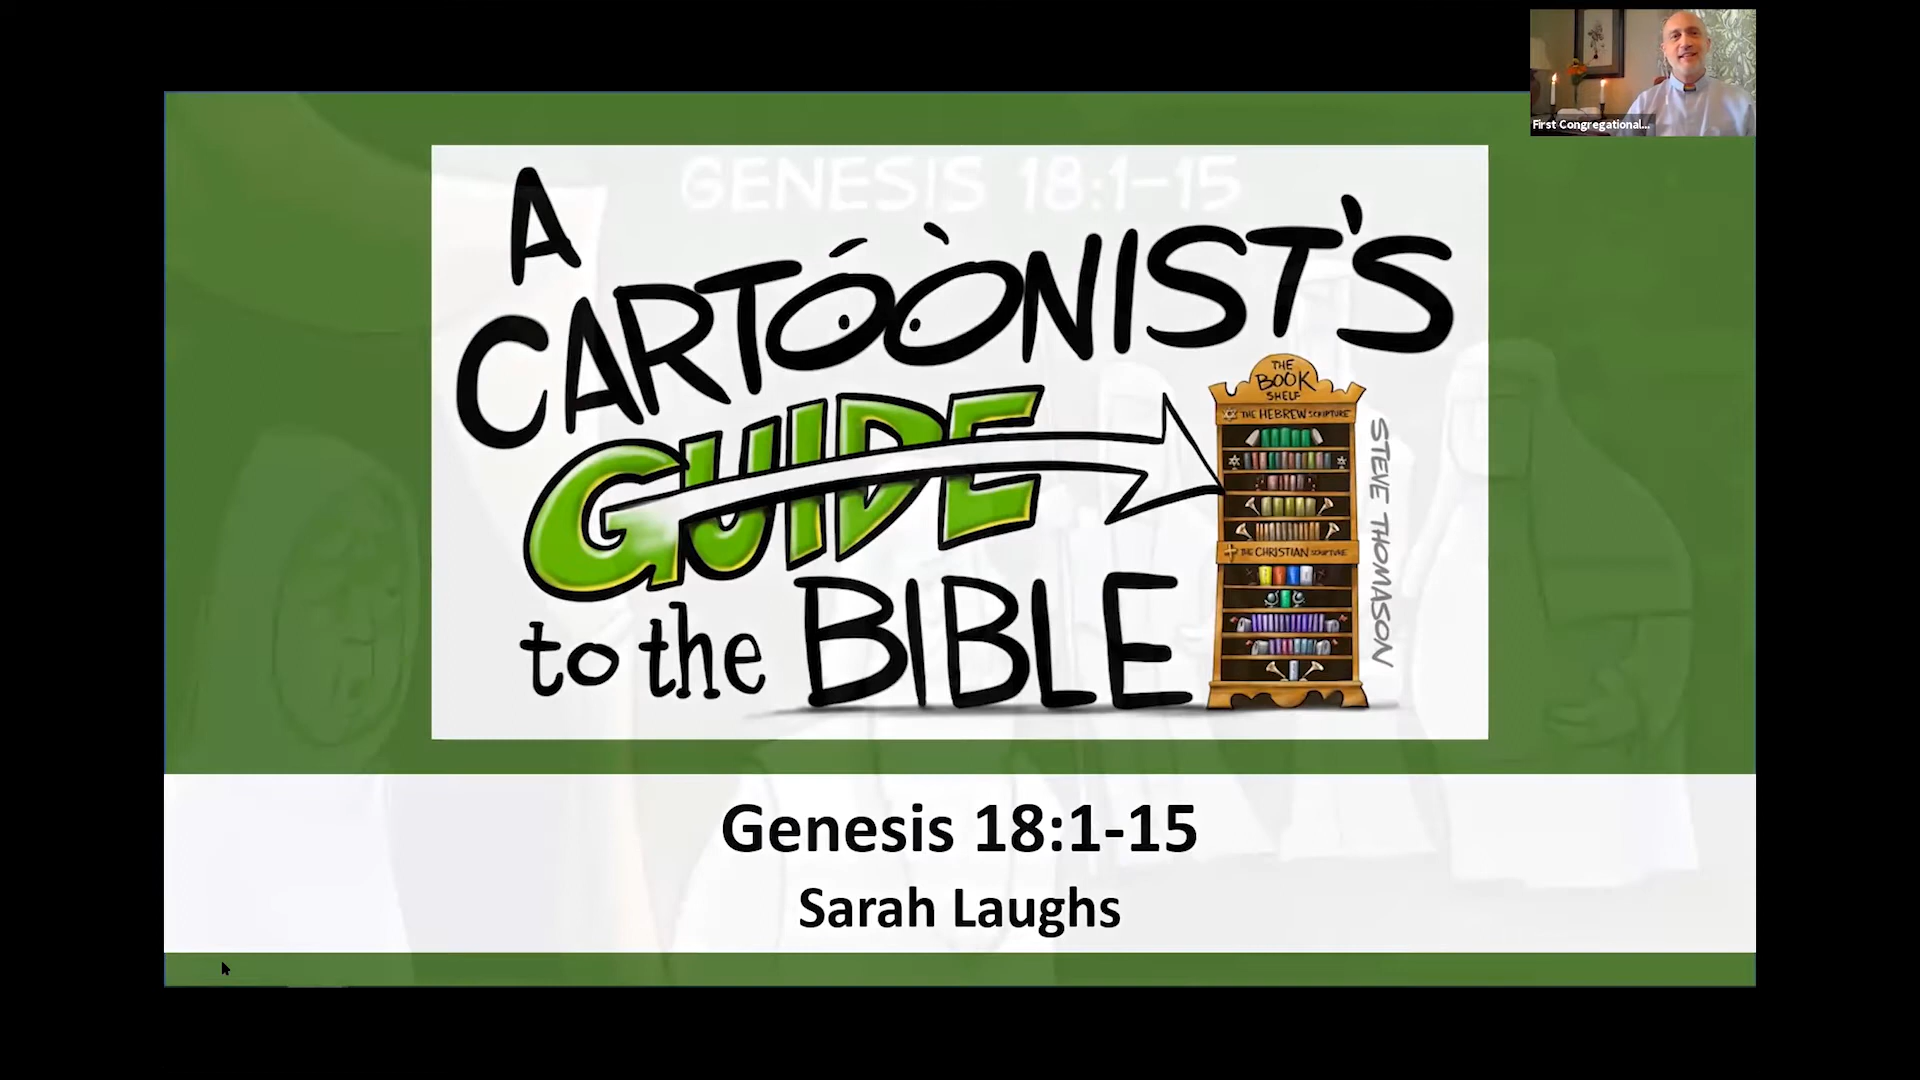 First Congregational...
GENESIS 18:1-15
A
CARTÓÒNIST'S
GUIDE
to the BIBLE
THE
BOOK
SHELF
THE HEBREW SCRIPTURE
THE CHRISTIAN SCRIPTURE
STEVE THOMASON
Genesis 18:1-15
Sarah Laughs